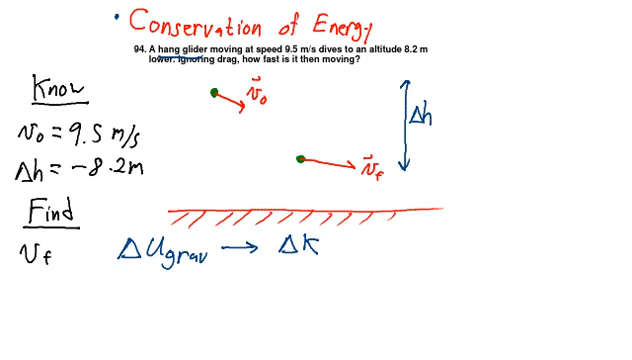 • Conservation of Energy
94. A hang glider moving at speed 9.5 m/s dives to an altitude 8.2 m
lower. Ignoring drag, how fast is it then moving?
Know
v₀ = 9.5 m/s
Δh = -8.2m
Find
v_f
v⃗₀
Δh
v⃗_f
ΔU_grav → ΔK